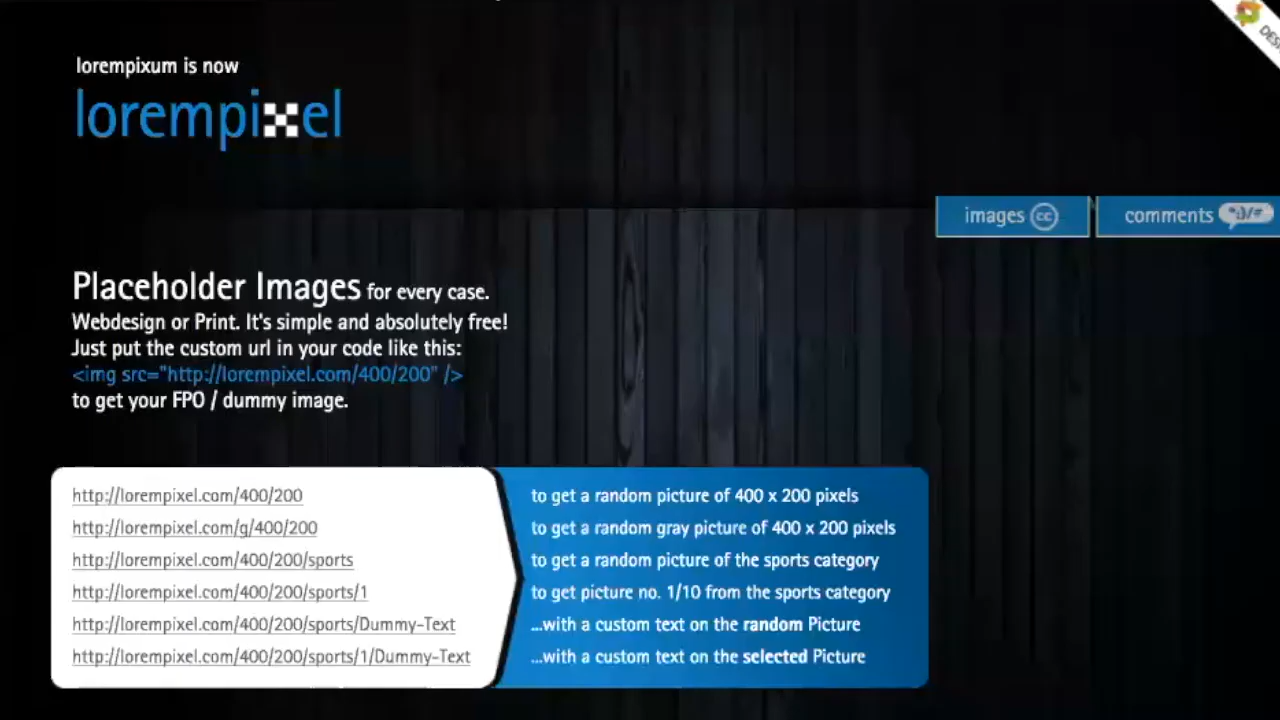 lorempixum is now
lorempixel
images cc
comments
Placeholder Images for every case.
Webdesign or Print. It's simple and absolutely free!
Just put the custom url in your code like this:
<img src="http://lorempixel.com/400/200" />
to get your FPO / dummy image.
http://lorempixel.com/400/200 to get a random picture of 400 x 200 pixels
http://lorempixel.com/g/400/200 to get a random gray picture of 400 x 200 pixels
http://lorempixel.com/400/200/sports to get a random picture of the sports category
http://lorempixel.com/400/200/sports/1 to get picture no. 1/10 from the sports category
http://lorempixel.com/400/200/sports/Dummy-Text ...with a custom text on the random Picture
http://lorempixel.com/400/200/sports/1/Dummy-Text ...with a custom text on the selected Picture